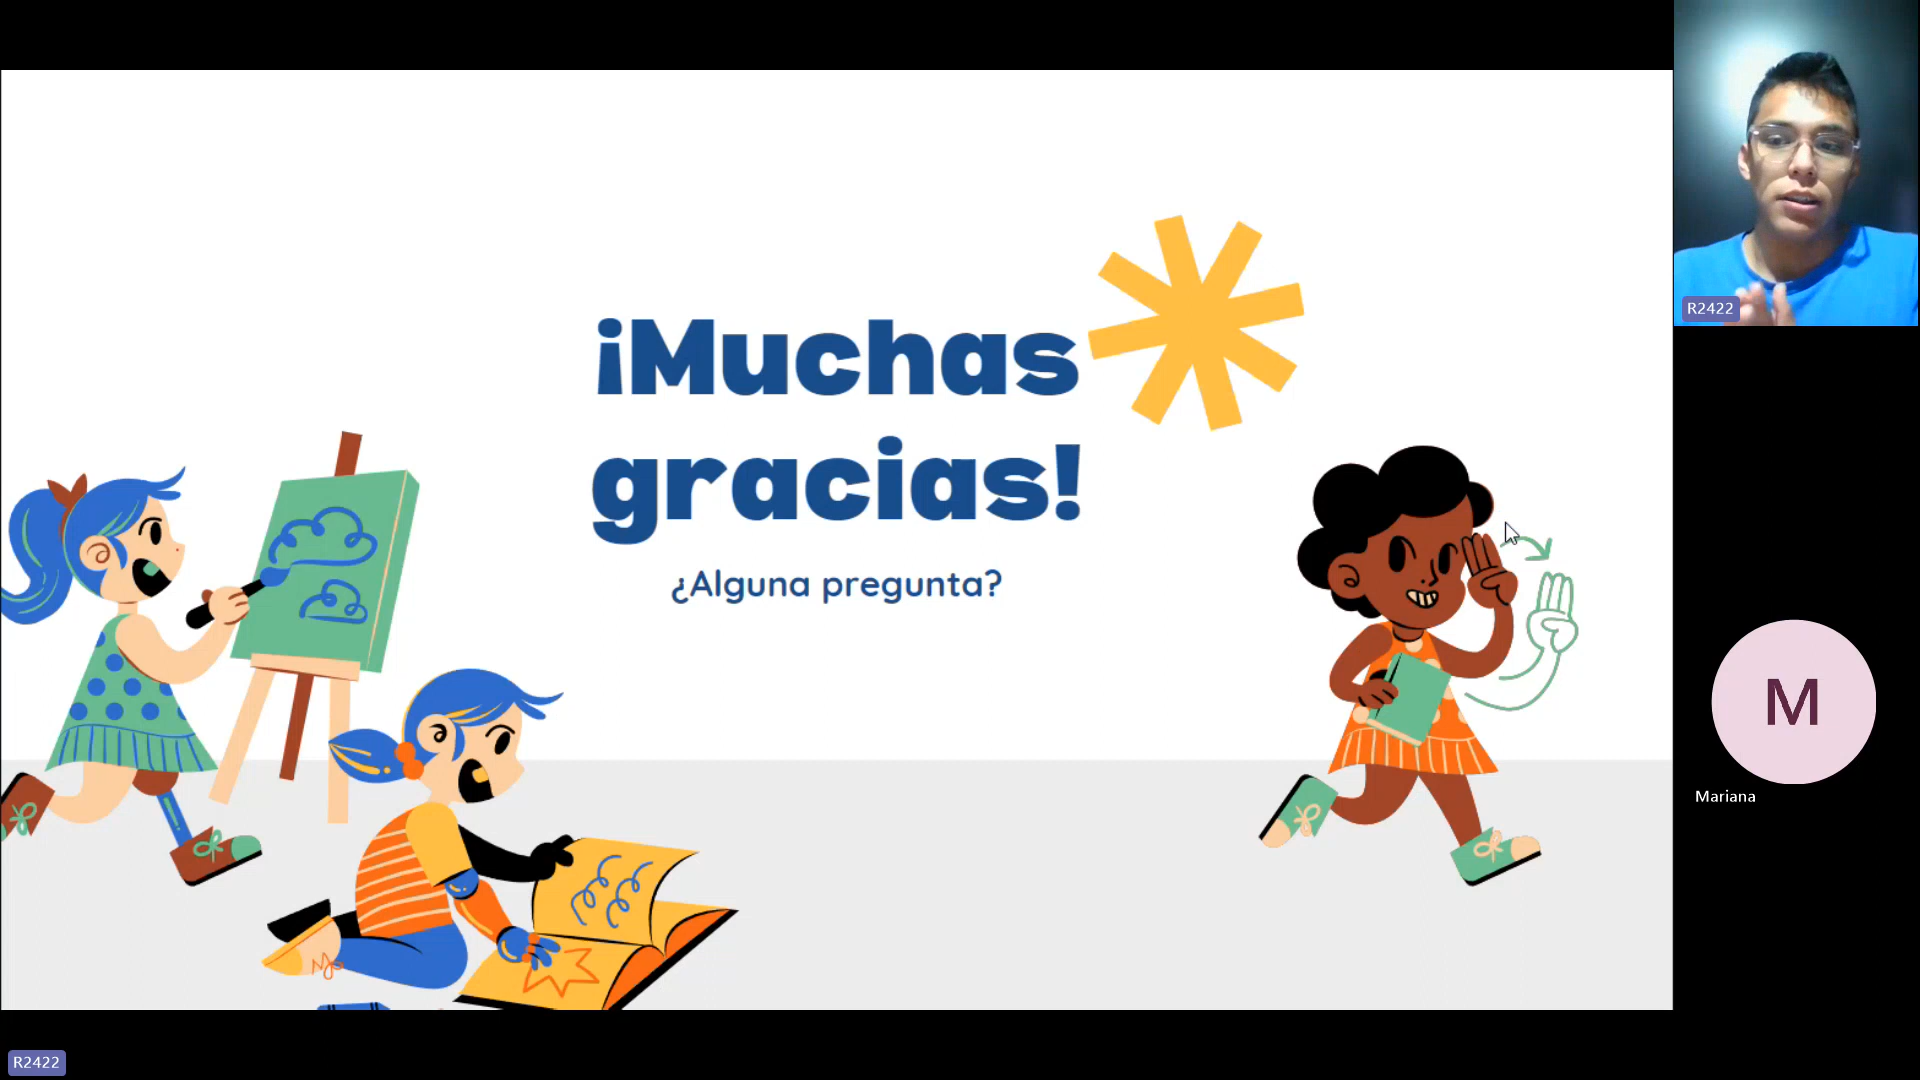 ¡Muchas
gracias!
¿Alguna pregunta?
R2422
M
Mariana
R2422